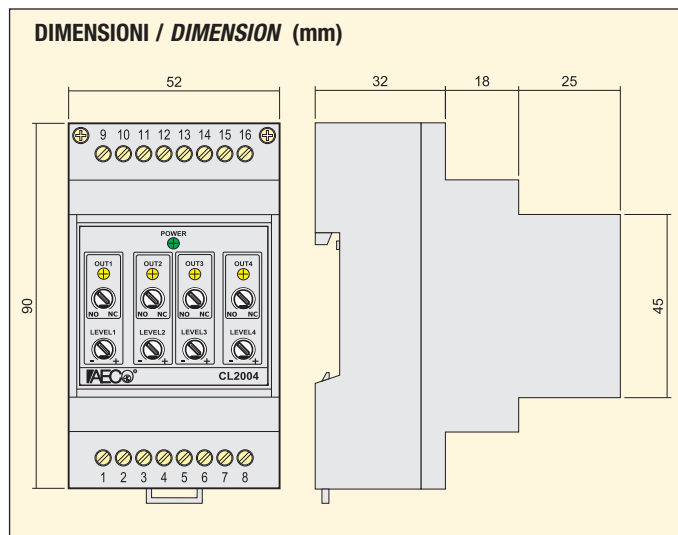 DIMENSIONI / DIMENSION (mm)
52 32 18 25
9 10 11 12 13 14 15 16
POWER
OUT1 OUT2 OUT3 OUT4
NO NC NO NC NO NC NO NC
LEVEL1 LEVEL2 LEVEL3 LEVEL4
- + - + - + - +
AECO CL2004
1 2 3 4 5 6 7 8
90
45